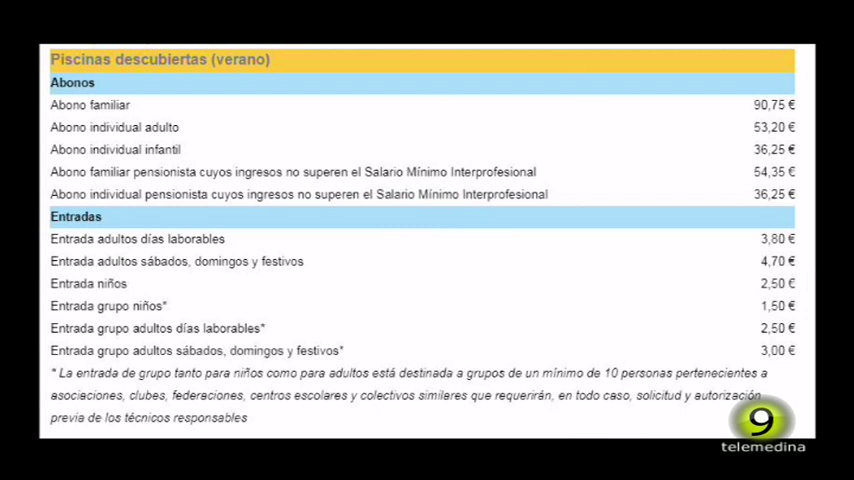 Piscinas descubiertas (verano)
Abonos
Abono familiar 90,75 €
Abono individual adulto 53,20 €
Abono individual infantil 36,25 €
Abono familiar pensionista cuyos ingresos no superen el Salario Mínimo Interprofesional 54,35 €
Abono individual pensionista cuyos ingresos no superen el Salario Mínimo Interprofesional 36,25 €
Entradas
Entrada adultos días laborables 3,80 €
Entrada adultos sábados, domingos y festivos 4,70 €
Entrada niños 2,50 €
Entrada grupo niños* 1,50 €
Entrada grupo adultos días laborables* 2,50 €
Entrada grupo adultos sábados, domingos y festivos* 3,00 €
* La entrada de grupo tanto para niños como para adultos está destinada a grupos de un mínimo de 10 personas pertenecientes a
asociaciones, clubes, federaciones, centros escolares y colectivos similares que requerirán, en todo caso, solicitud y autorización
previa de los técnicos responsables
9
telemedina